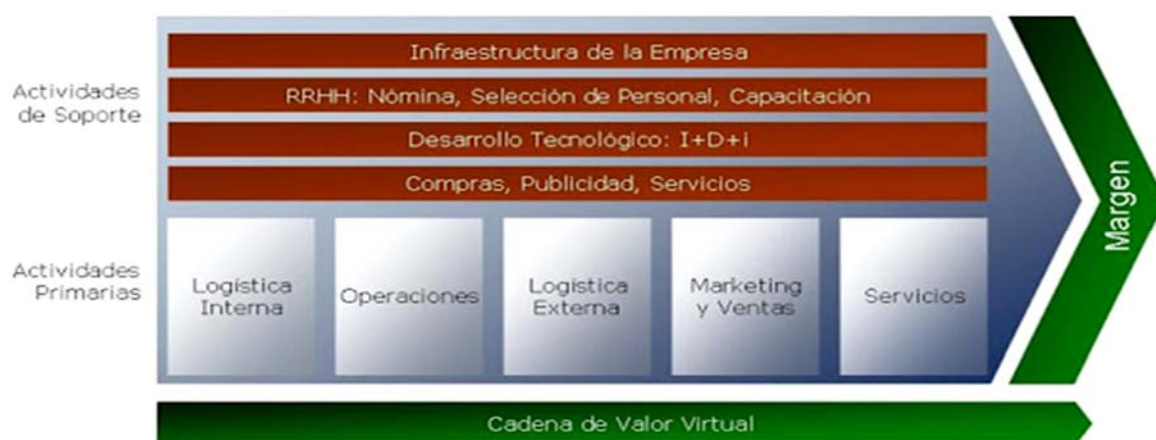 Actividades
de Soporte
Infraestructura de la Empresa
RRHH: Nómina, Selección de Personal, Capacitación
Desarrollo Tecnológico: I+D+i
Compras, Publicidad, Servicios
Actividades
Primarias
Logística
Interna
Operaciones
Logística
Externa
Marketing
y Ventas
Servicios
Margen
Cadena de Valor Virtual